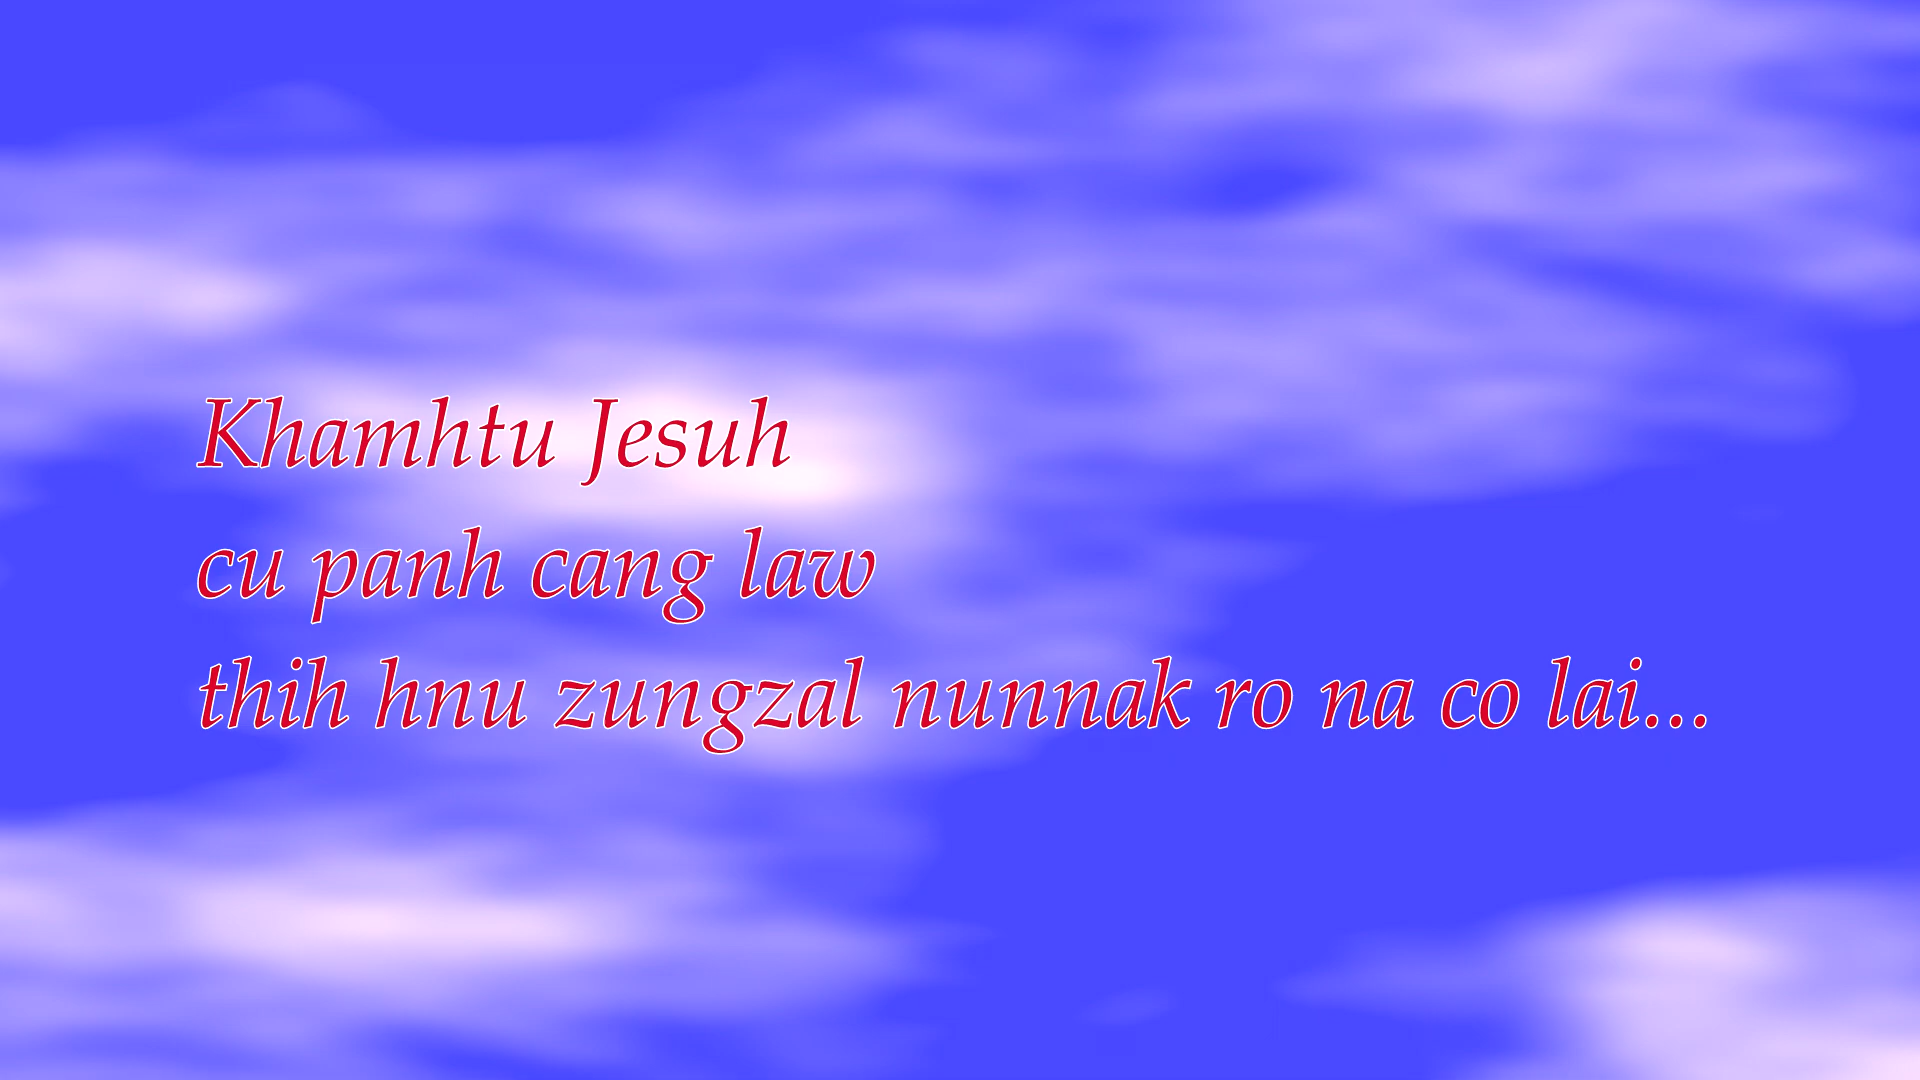 Khamhtu Jesuh
cu panh cang law
thih hnu zungzal nunnak ro na co lai...